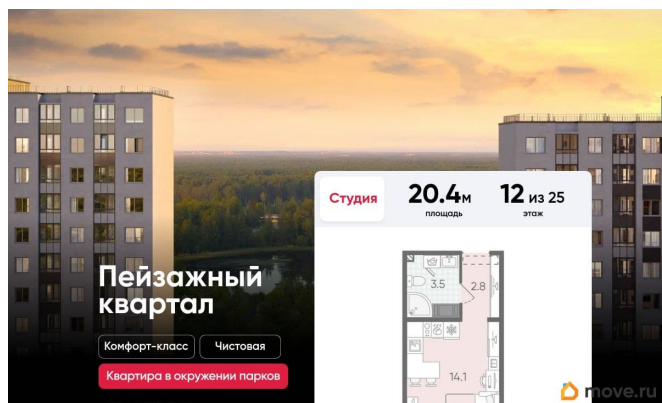 Студия
20.4м
площадь
12 из 25
этаж
3.5
2.8
14.1
Пейзажный
квартал
Комфорт-класс
Чистовая
Квартира в окружении парков
move.ru